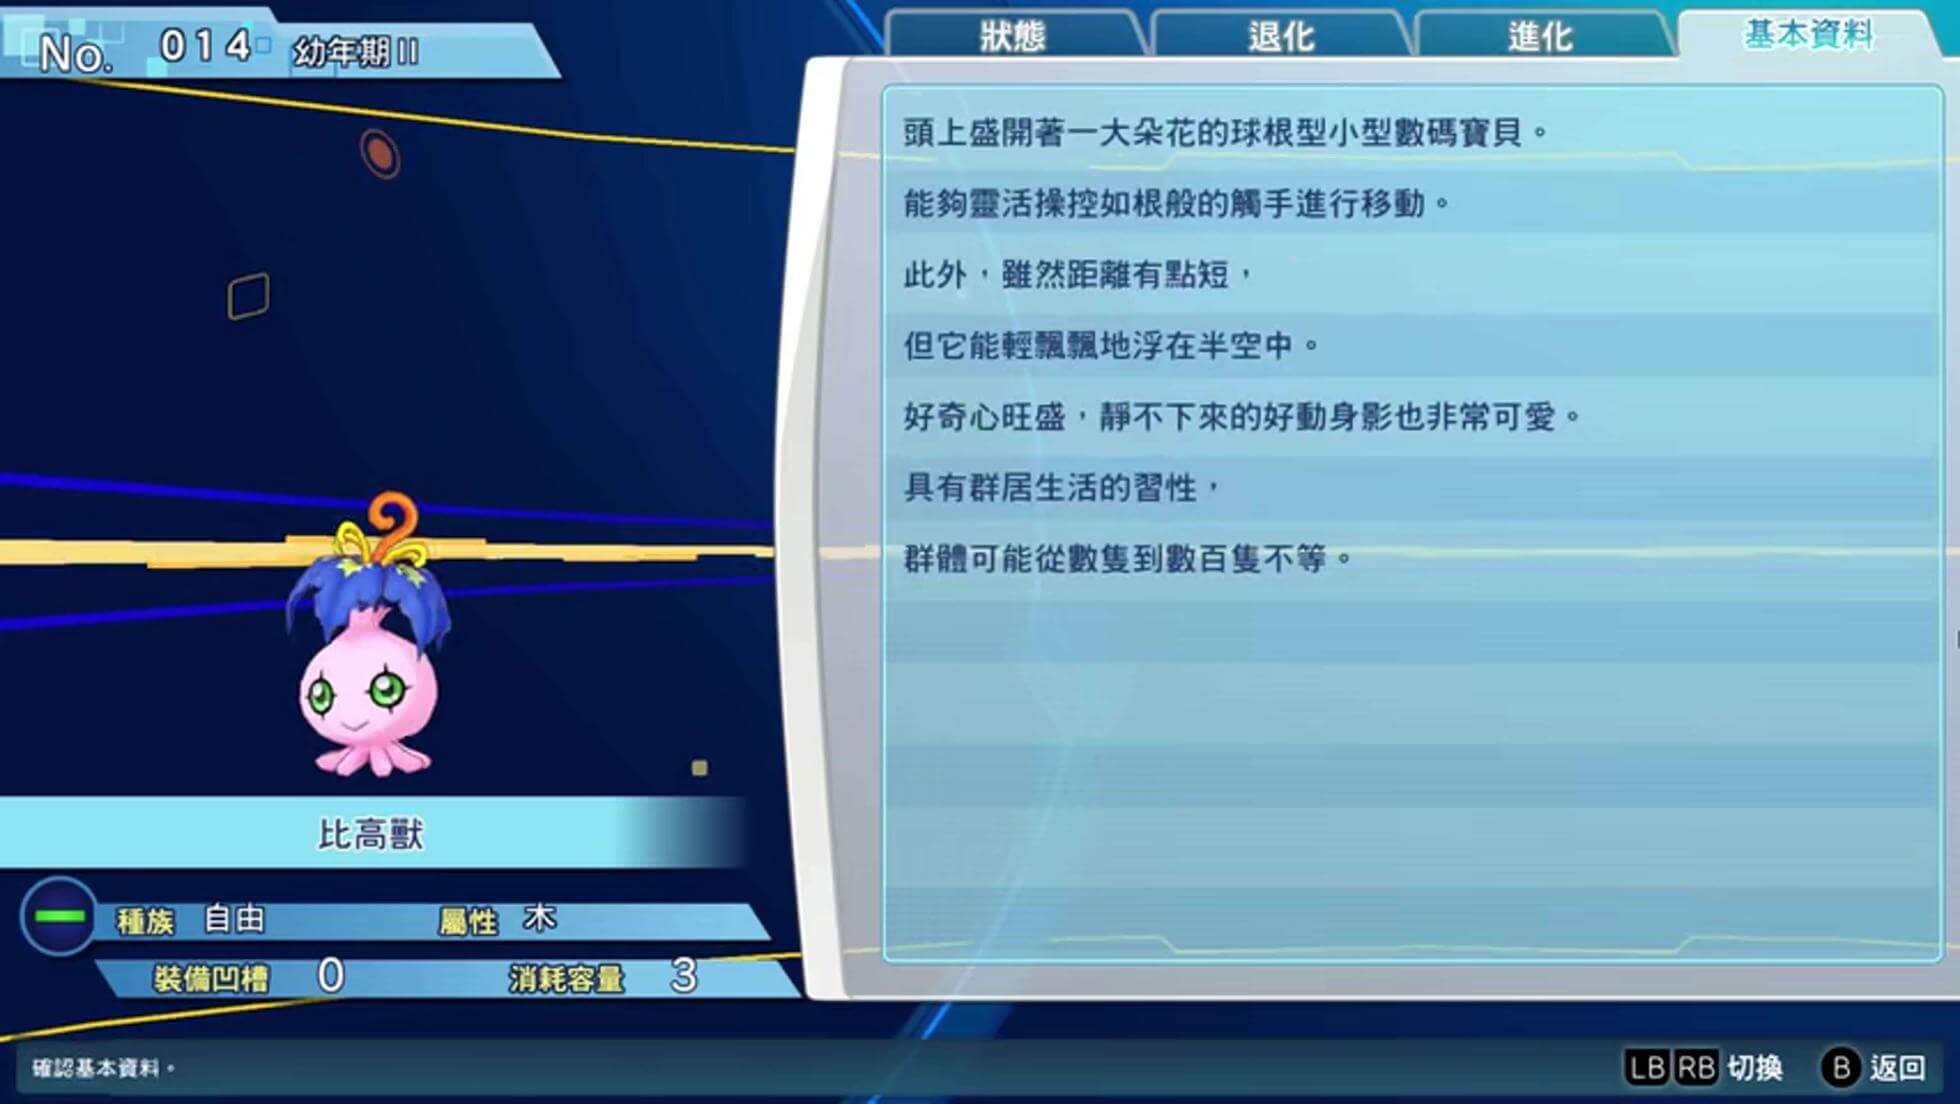 No. 014 幼年期II
狀態 退化 進化 基本資料
頭上盛開著一大朵花的球根型小型數碼寶貝。
能夠靈活操控如根般的觸手進行移動。
此外，雖然距離有點短，
但它能輕飄飄地浮在半空中。
好奇心旺盛，靜不下來的好動身影也非常可愛。
具有群居生活的習性，
群體可能從數隻到數百隻不等。
比高獸
種族 自由 屬性 木
裝備凹槽 0 消耗容量 3
確認基本資料。
LB RB 切換 B 返回